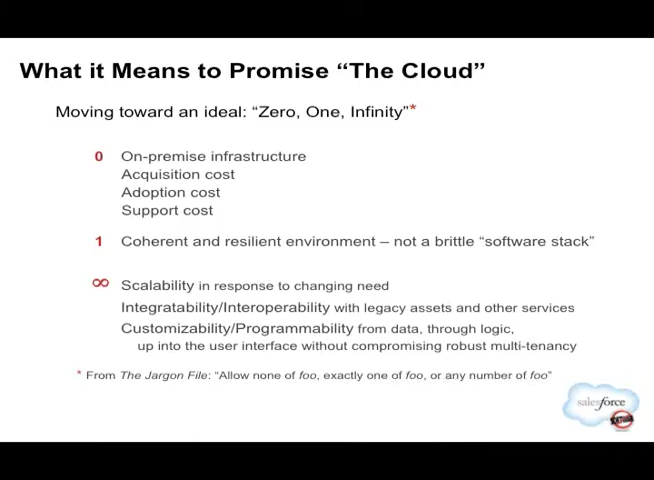 What it Means to Promise “The Cloud”
Moving toward an ideal: “Zero, One, Infinity”*
0 On-premise infrastructure
Acquisition cost
Adoption cost
Support cost
1 Coherent and resilient environment – not a brittle “software stack”
∞ Scalability in response to changing need
Integratability/Interoperability with legacy assets and other services
Customizability/Programmability from data, through logic,
up into the user interface without compromising robust multi-tenancy
* From The Jargon File: “Allow none of foo, exactly one of foo, or any number of foo”
salesforce